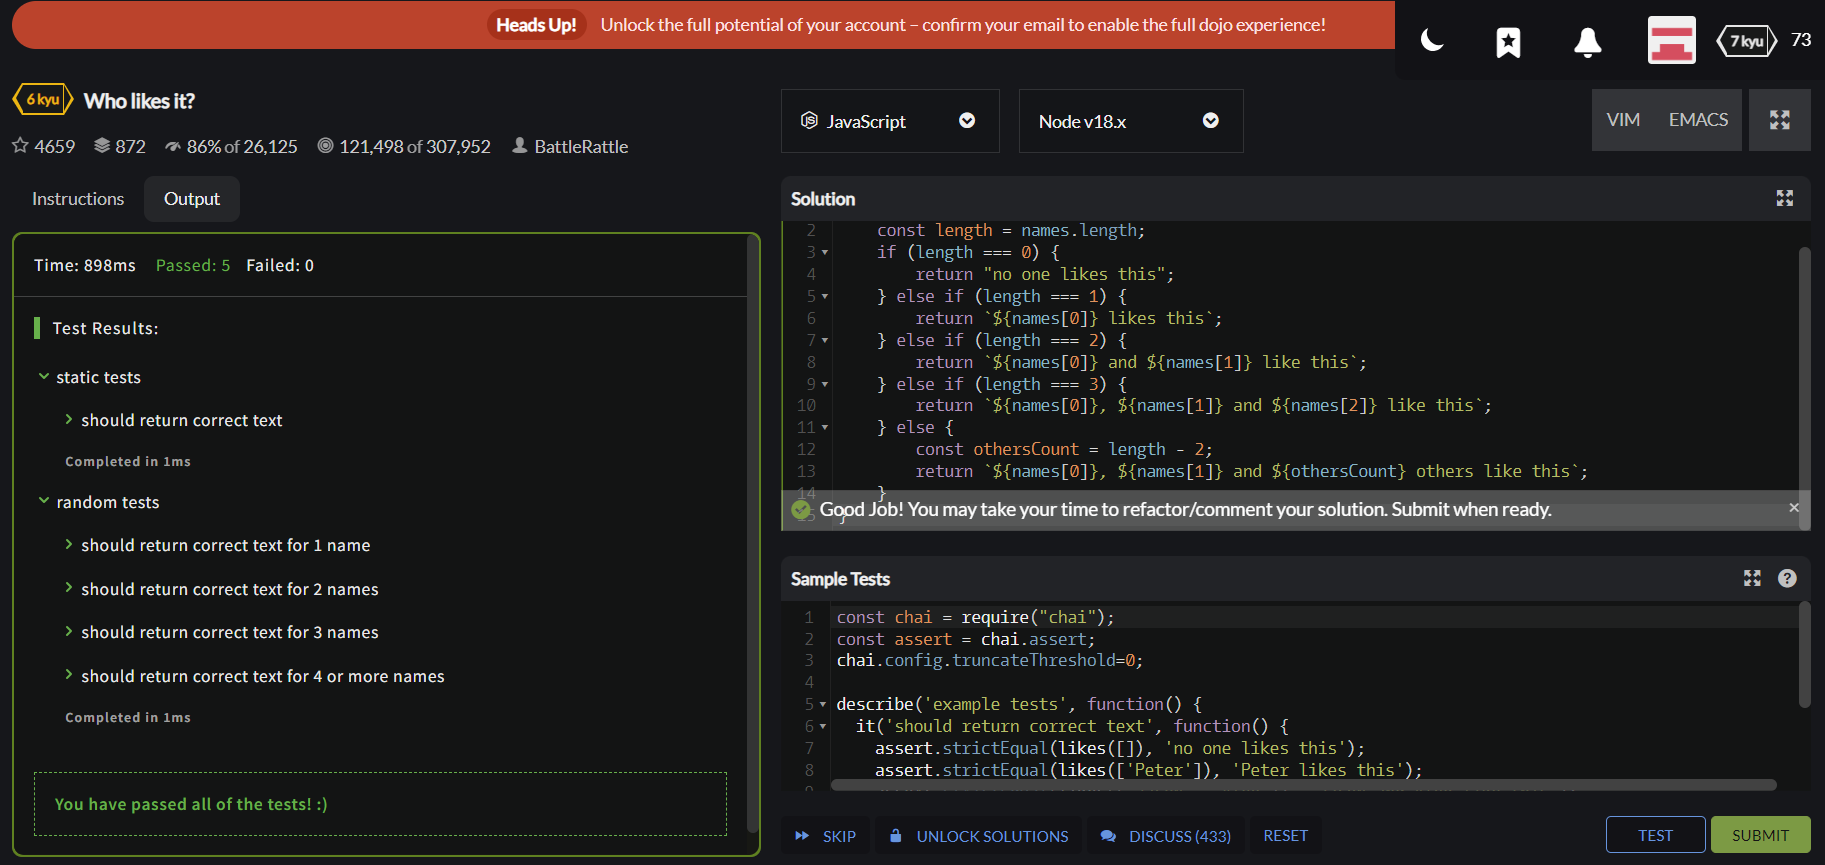 Heads Up! Unlock the full potential of your account – confirm your email to enable the full dojo experience!
7 kyu 73
6 kyu Who likes it?
4659 872 86% of 26,125 121,498 of 307,952 BattleRattle
JavaScript
Node v18.x
VIM EMACS
Instructions Output
Time: 898ms Passed: 5 Failed: 0
Test Results:
static tests
should return correct text
Completed in 1ms
random tests
should return correct text for 1 name
should return correct text for 2 names
should return correct text for 3 names
should return correct text for 4 or more names
Completed in 1ms
You have passed all of the tests! :)
Solution
2 const length = names.length;
3 if (length === 0) {
4 return "no one likes this";
5 } else if (length === 1) {
6 return `${names[0]} likes this`;
7 } else if (length === 2) {
8 return `${names[0]} and ${names[1]} like this`;
9 } else if (length === 3) {
10 return `${names[0]}, ${names[1]} and ${names[2]} like this`;
11 } else {
12 const othersCount = length - 2;
13 return `${names[0]}, ${names[1]} and ${othersCount} others like this`;
14 }
15 }
Good Job! You may take your time to refactor/comment your solution. Submit when ready. ×
Sample Tests
1 const chai = require("chai");
2 const assert = chai.assert;
3 chai.config.truncateThreshold=0;
4
5 describe('example tests', function() {
6 it('should return correct text', function() {
7 assert.strictEqual(likes([]), 'no one likes this');
8 assert.strictEqual(likes(['Peter']), 'Peter likes this');
SKIP UNLOCK SOLUTIONS DISCUSS (433) RESET
TEST SUBMIT